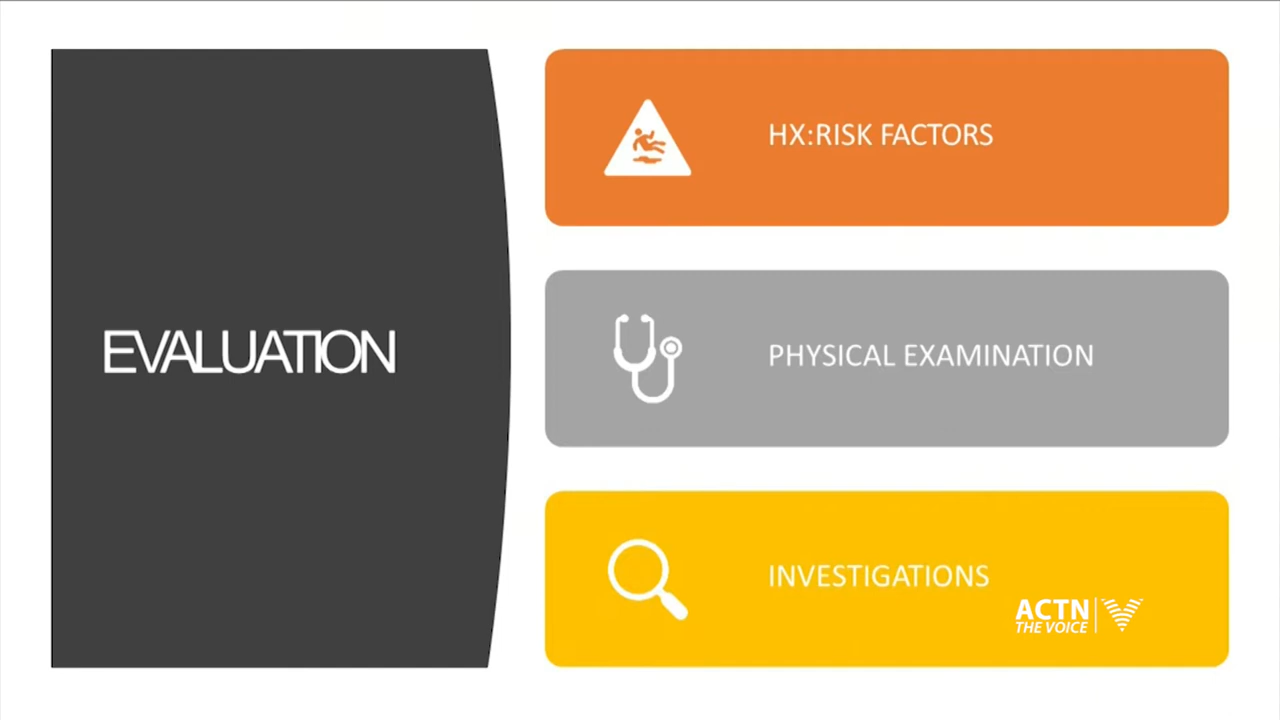 EVALUATION
HX:RISK FACTORS
PHYSICAL EXAMINATION
INVESTIGATIONS
ACTN
THE VOICE